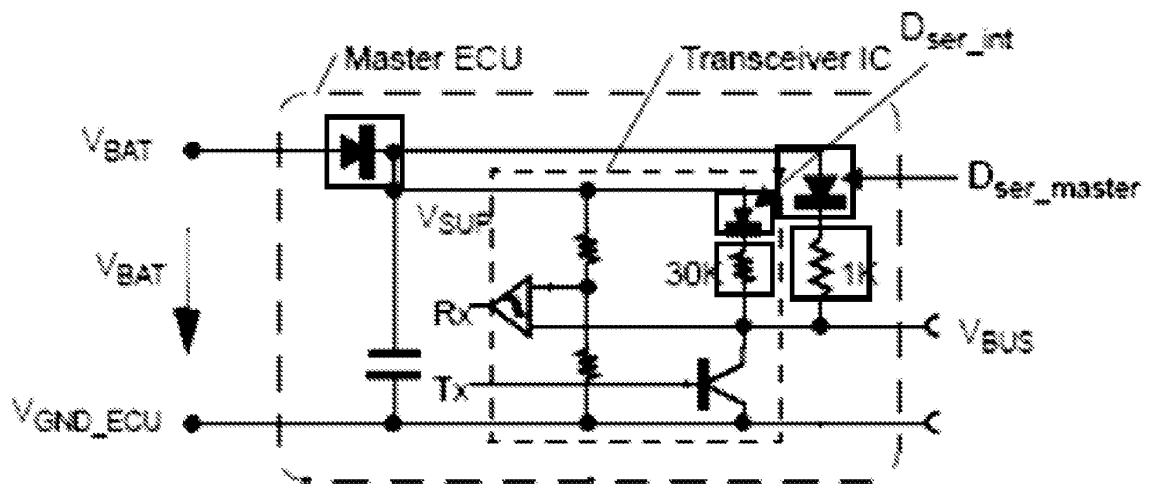 D_ser_int
Master ECU
Transceiver IC
V_BAT
D_ser_master
V_SUP
V_BAT
30K
1K
Rx
V_BUS
Tx
V_GND_ECU